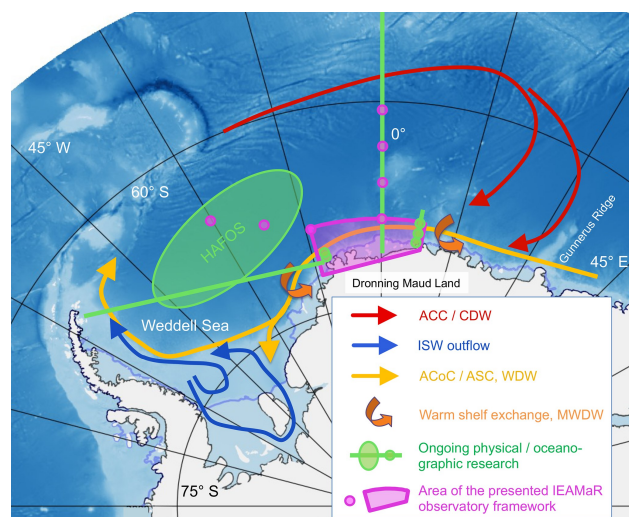 45° W
60° S
0°
HAFOS
Gunnerus Ridge
45° E
Dronning Maud Land
Weddell Sea
75° S
ACC / CDW
ISW outflow
ACoC / ASC, WDW
Warm shelf exchange, MWDW
Ongoing physical / oceano-
graphic research
Area of the presented IEAMaR
observatory framework